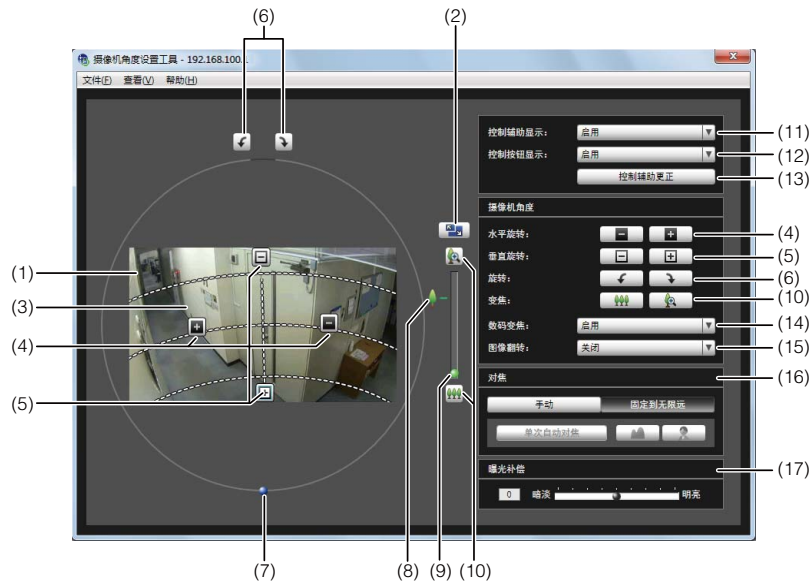 (6)
(2)
摄像机角度设置工具 - 192.168.100.1
文件(F) 查看(V) 帮助(H)
控制辅助显示： 启用 (11)
控制按钮显示： 启用 (12)
控制辅助更正 (13)
摄像机角度
水平旋转： (4)
(1)
垂直旋转： (5)
(3)
旋转： (6)
(8)
变焦： (10)
(4)
数码变焦： 启用 (14)
图像翻转： 关闭 (15)
(5)
对焦 (16)
(9)
手动 固定到无限远
单次自动对焦
曝光补偿 (17)
0 暗淡 明亮
(7)
(8) (9) (10)